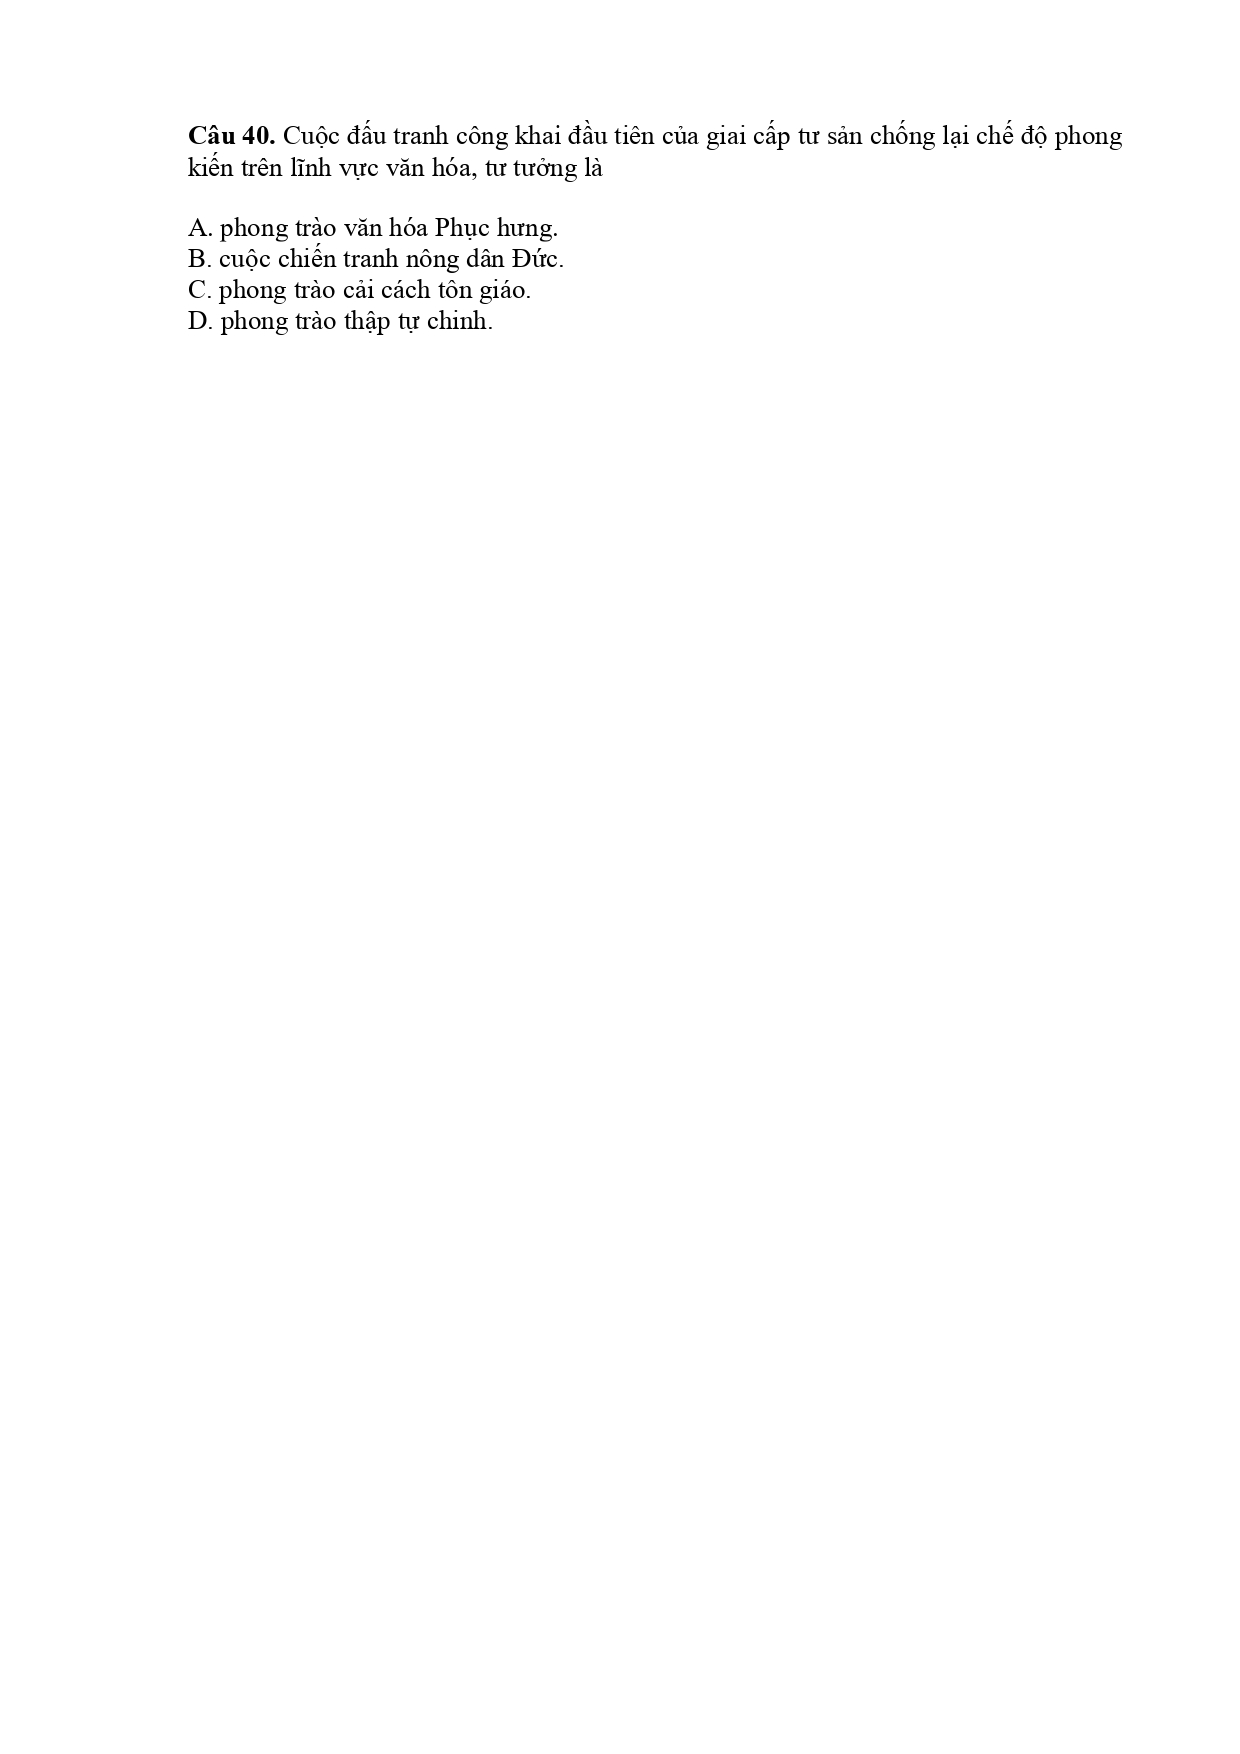 Câu 40. Cuộc đấu tranh công khai đầu tiên của giai cấp tư sản chống lại chế độ phong
kiến trên lĩnh vực văn hóa, tư tưởng là
A. phong trào văn hóa Phục hưng.
B. cuộc chiến tranh nông dân Đức.
C. phong trào cải cách tôn giáo.
D. phong trào thập tự chinh.